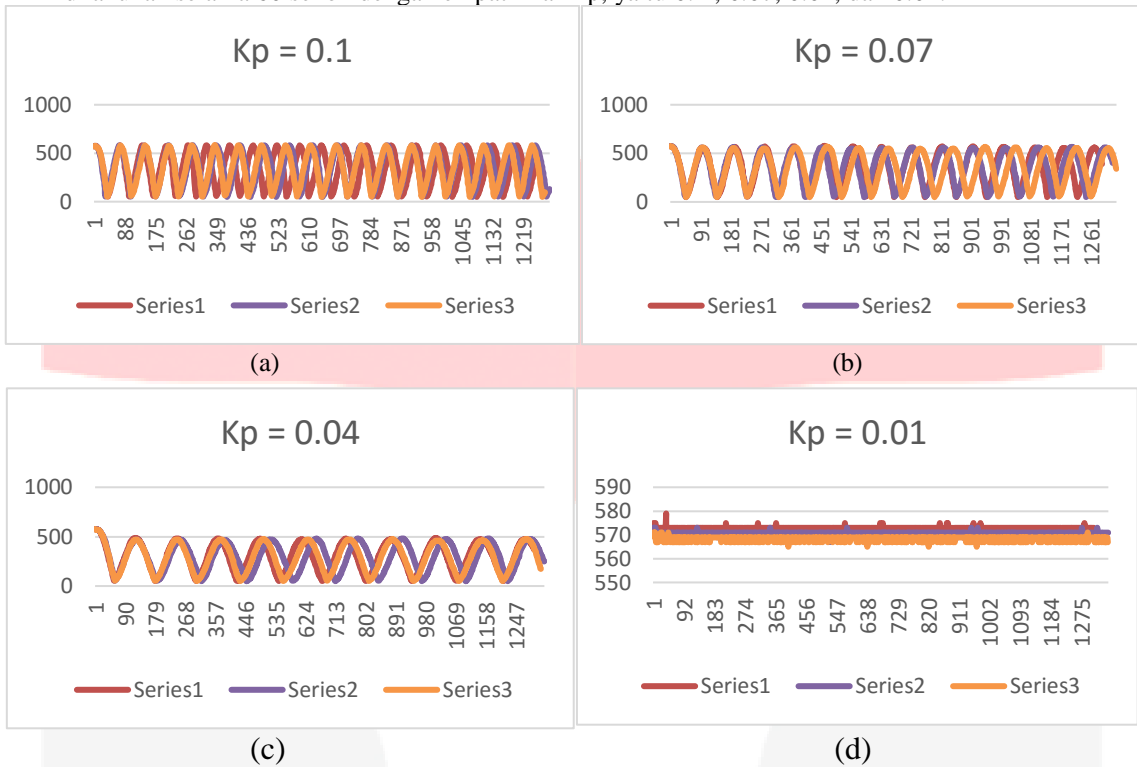 Kp = 0.1
1000
500
0
1 88 175 262 349 436 523 610 697 784 871 958 1045 1132 1219
Series1 Series2 Series3
(a)
Kp = 0.07
1000
500
0
1 91 181 271 361 451 541 631 721 811 901 991 1081 1171 1261
Series1 Series2 Series3
(b)
Kp = 0.04
1000
500
0
1 90 179 268 357 446 535 624 713 802 891 980 1069 1158 1247
Series1 Series2 Series3
(c)
Kp = 0.01
590
580
570
560
550
1 92 183 274 365 456 547 638 729 820 911 1002 1093 1184 1275
Series1 Series2 Series3
(d)